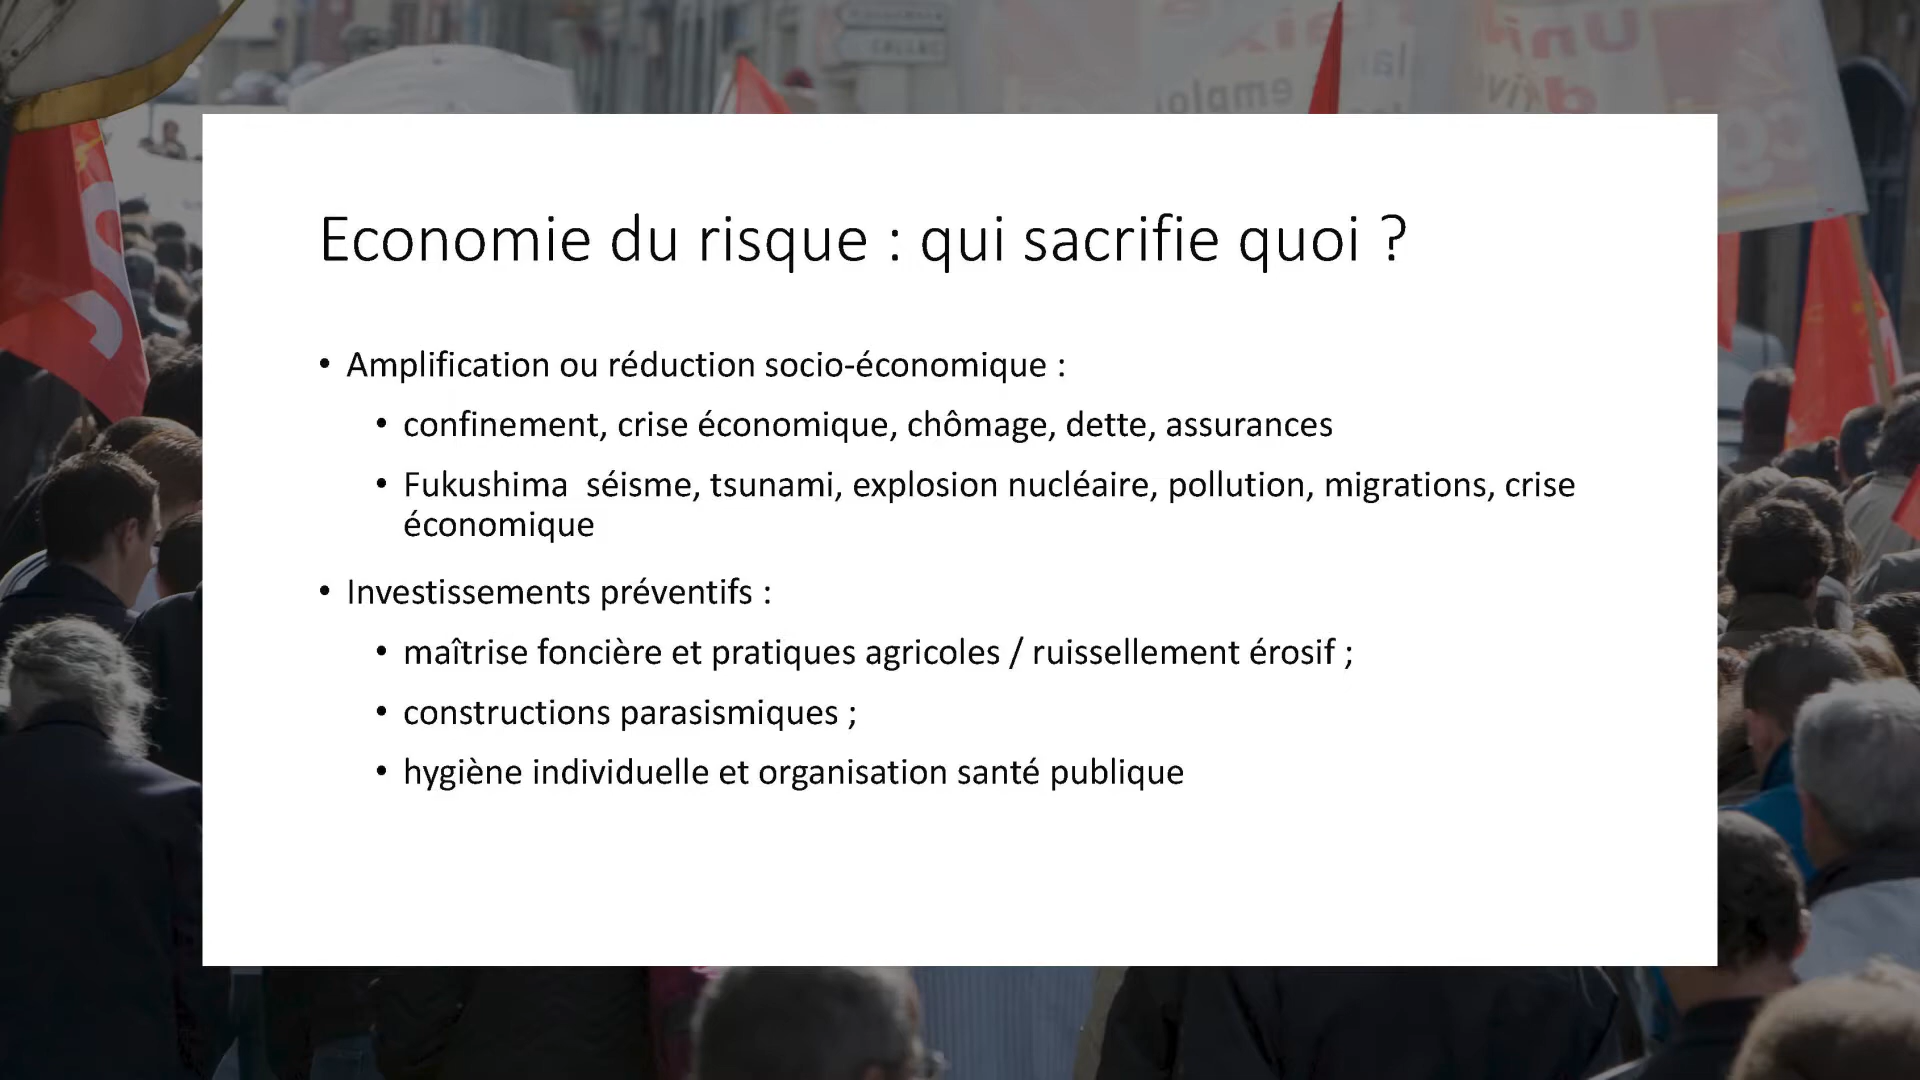 CALLAC
Economie du risque : qui sacrifie quoi ?
• Amplification ou réduction socio-économique :
• confinement, crise économique, chômage, dette, assurances
• Fukushima  séisme, tsunami, explosion nucléaire, pollution, migrations, crise
économique
• Investissements préventifs :
• maîtrise foncière et pratiques agricoles / ruissellement érosif ;
• constructions parasismiques ;
• hygiène individuelle et organisation santé publique